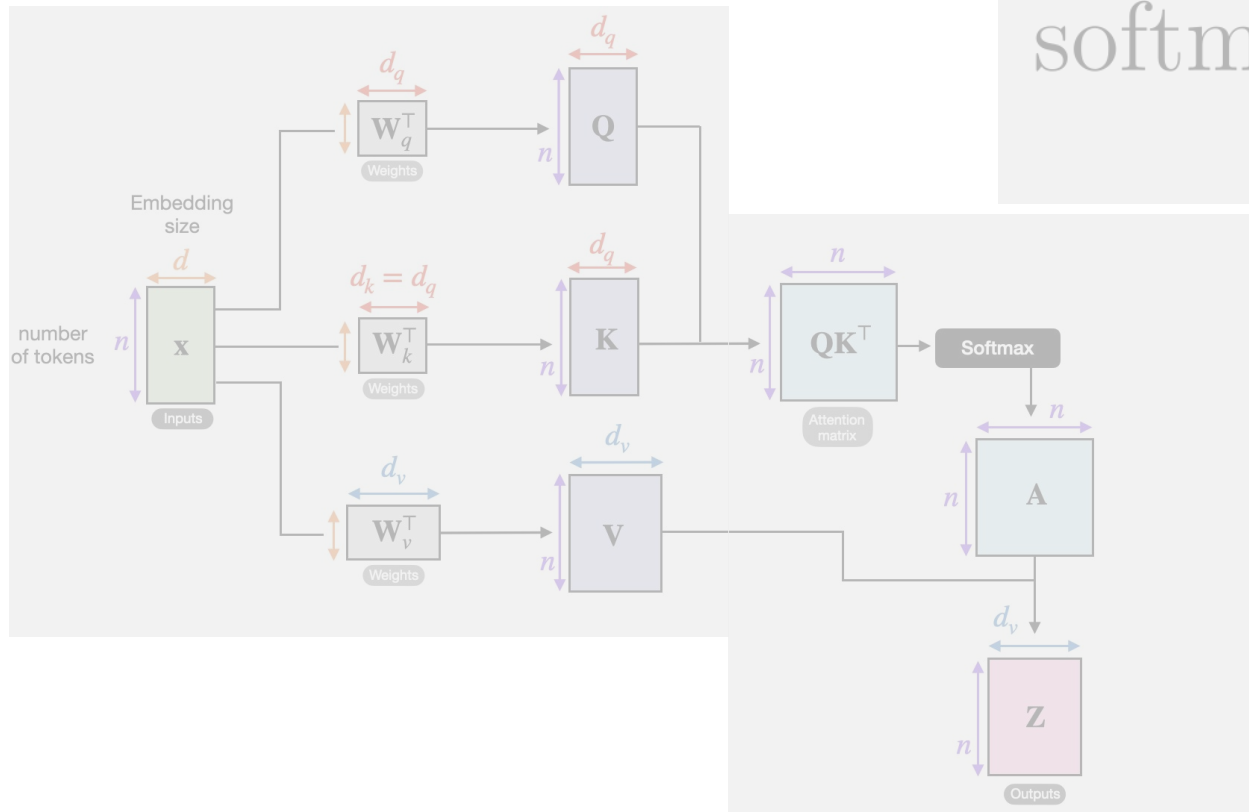 softm
d_q
d_q
W_q^⊤
Q
n
Weights
Embedding
size
d
d_k = d_q
d_q
n
number
of tokens
n
x
W_k^⊤
K
n
QK^⊤
n
Softmax
Inputs
Weights
Attention
matrix
n
d_v
d_v
n
A
W_v^⊤
V
n
Weights
d_v
Z
n
Outputs